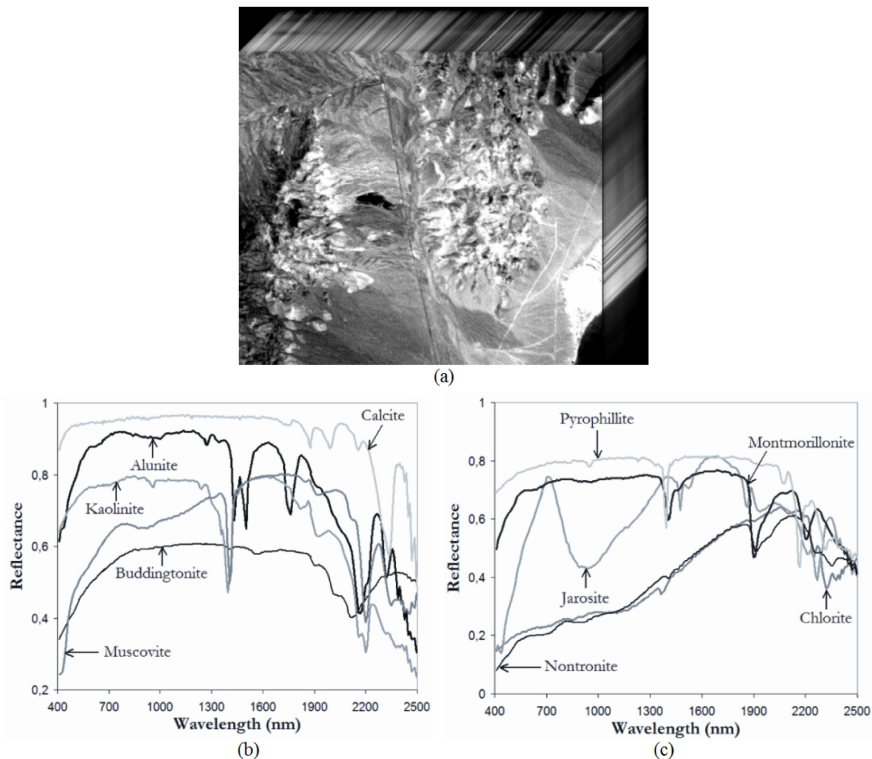 (a)
1
0,8
0,6
0,4
0,2
Reflectance
Calcite
Alunite
Kaolinite
Buddingtonite
Muscovite
400 700 1000 1300 1600 1900 2200 2500
Wavelength (nm)
(b)
1
0,8
0,6
0,4
0,2
0
Reflectance
Pyrophillite
Montmorillonite
Jarosite
Chlorite
Nontronite
400 700 1000 1300 1600 1900 2200 2500
Wavelength (nm)
(c)